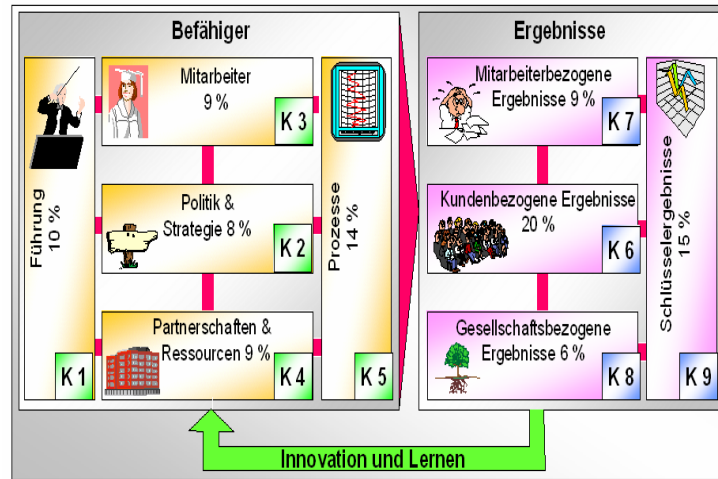 Befähiger
Führung
10 %
K 1
Mitarbeiter
9 %
K 3
Politik &
Strategie 8 %
K 2
Partnerschaften &
Ressourcen 9 %
K 4
Prozesse
14 %
K 5
Ergebnisse
Mitarbeiterbezogene
Ergebnisse 9 %
K 7
Kundenbezogene Ergebnisse
20 %
K 6
Gesellschaftsbezogene
Ergebnisse 6 %
K 8
Schlüsselergebnisse
15 %
K 9
Innovation und Lernen